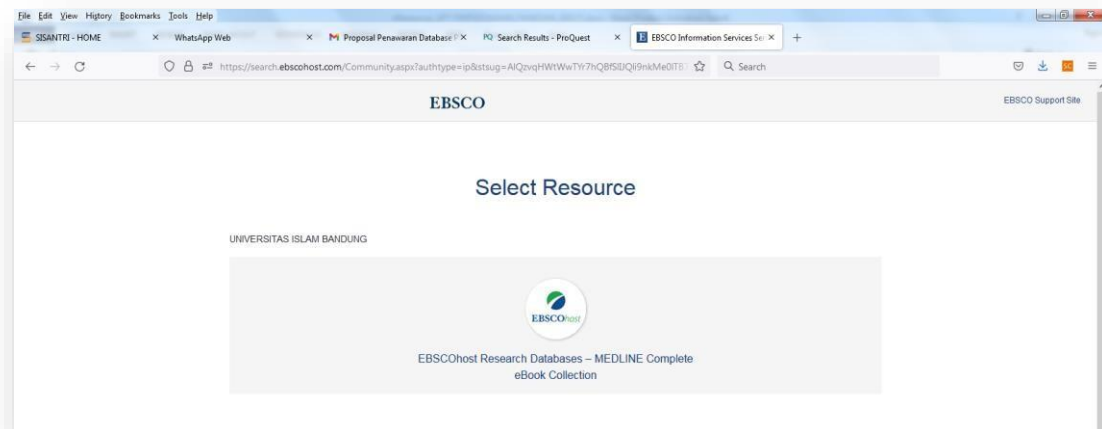 File Edit View History Bookmarks Tools Help
SISANTRI - HOME × WhatsApp Web × Proposal Penawaran Database × PQ Search Results - ProQuest × EBSCO Information Services Se × +
https://search.ebscohost.com/Community.aspx?authtype=ip&stsug= Search
EBSCO
EBSCO Support Site
Select Resource
UNIVERSITAS ISLAM BANDUNG
EBSCOhost
EBSCOhost Research Databases – MEDLINE Complete
eBook Collection